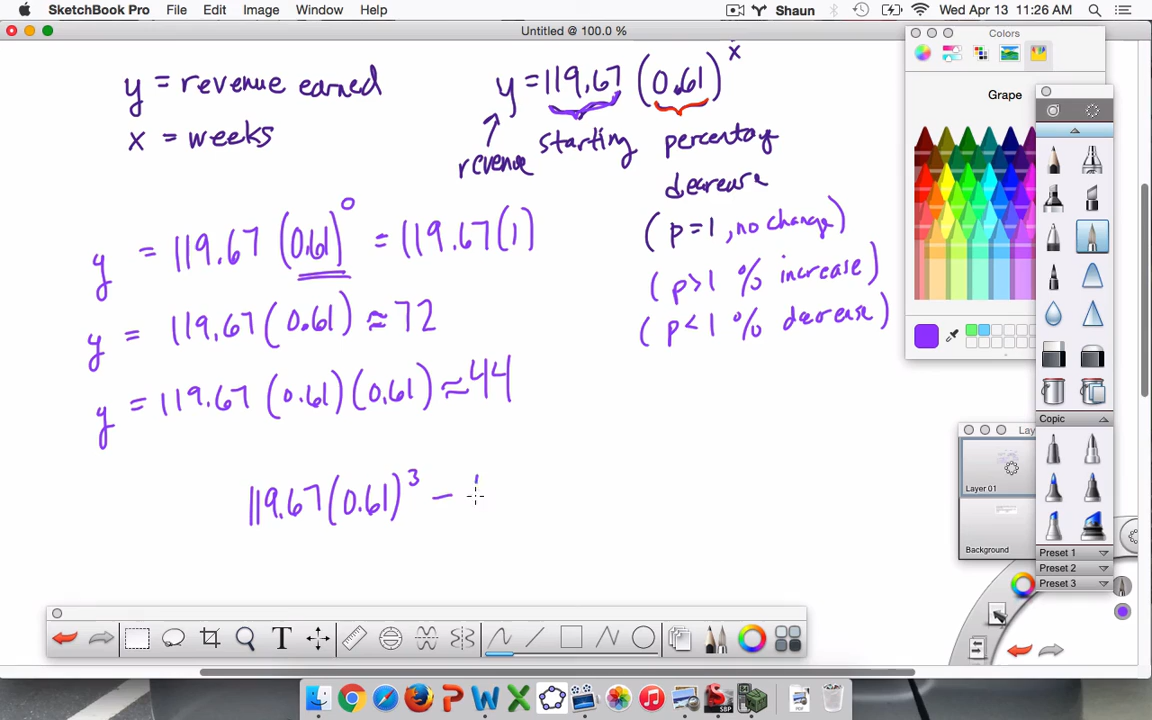 SketchBook Pro File Edit Image Window Help Shaun Wed Apr 13 11:26 AM
Untitled @ 100.0 %
Colors
Grape
y = revenue earned
x = weeks
y = 119.67 (0.61)^x
revenue
starting
percentage
decrease
(p=1, no change)
(p>1 % increase)
(p<1 % decrease)
y = 119.67 (0.61)^0 = 119.67(1)
y = 119.67 (0.61) ≈ 72
y = 119.67 (0.61)(0.61) ≈ 44
119.67(0.61)^3 –
Copic
Preset 1
Preset 2
Preset 3
Layer 01
Background
T